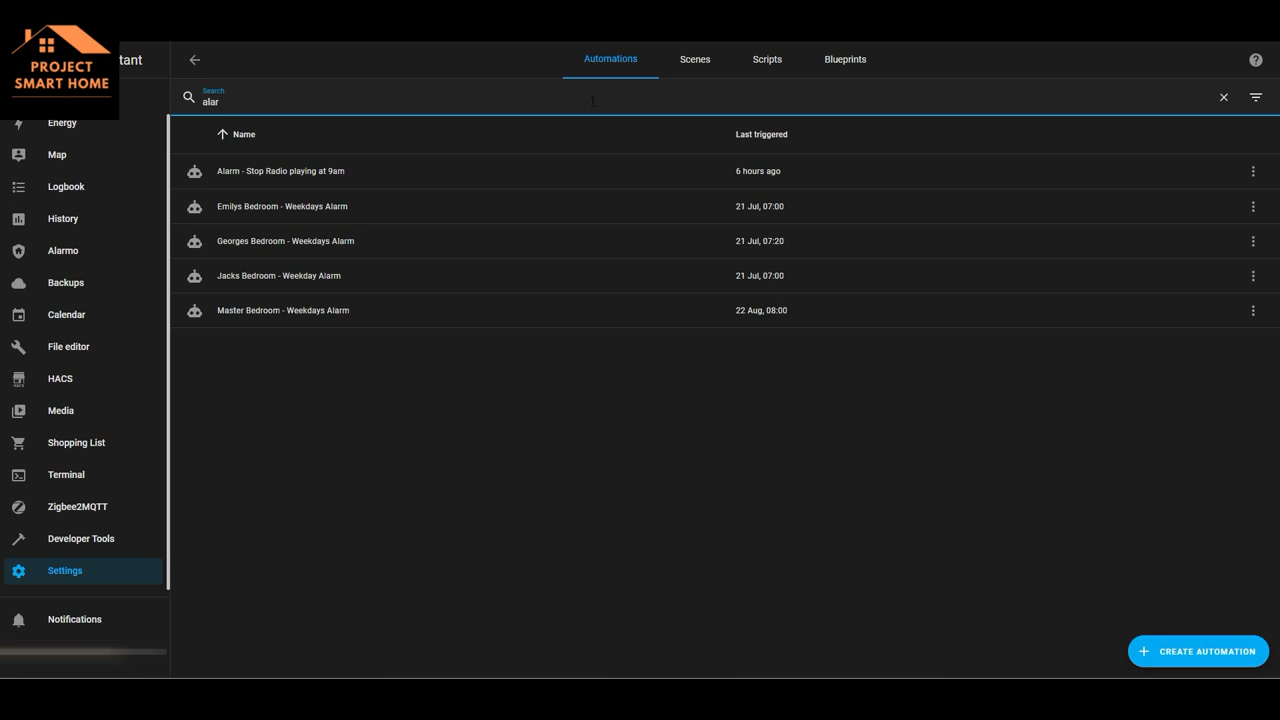 PROJECT
SMART HOME
tant
Automations
Scenes
Scripts
Blueprints
Search
alar
Energy
Map
Logbook
History
Alarmo
Backups
Calendar
File editor
HACS
HACS
Media
Shopping List
Terminal
Zigbee2MQTT
Developer Tools
Settings
Notifications
Name
Last triggered
Alarm - Stop Radio playing at 9am
6 hours ago
Emilys Bedroom - Weekdays Alarm
21 Jul, 07:00
Georges Bedroom - Weekdays Alarm
21 Jul, 07:20
Jacks Bedroom - Weekday Alarm
21 Jul, 07:00
Master Bedroom - Weekdays Alarm
22 Aug, 08:00
CREATE AUTOMATION